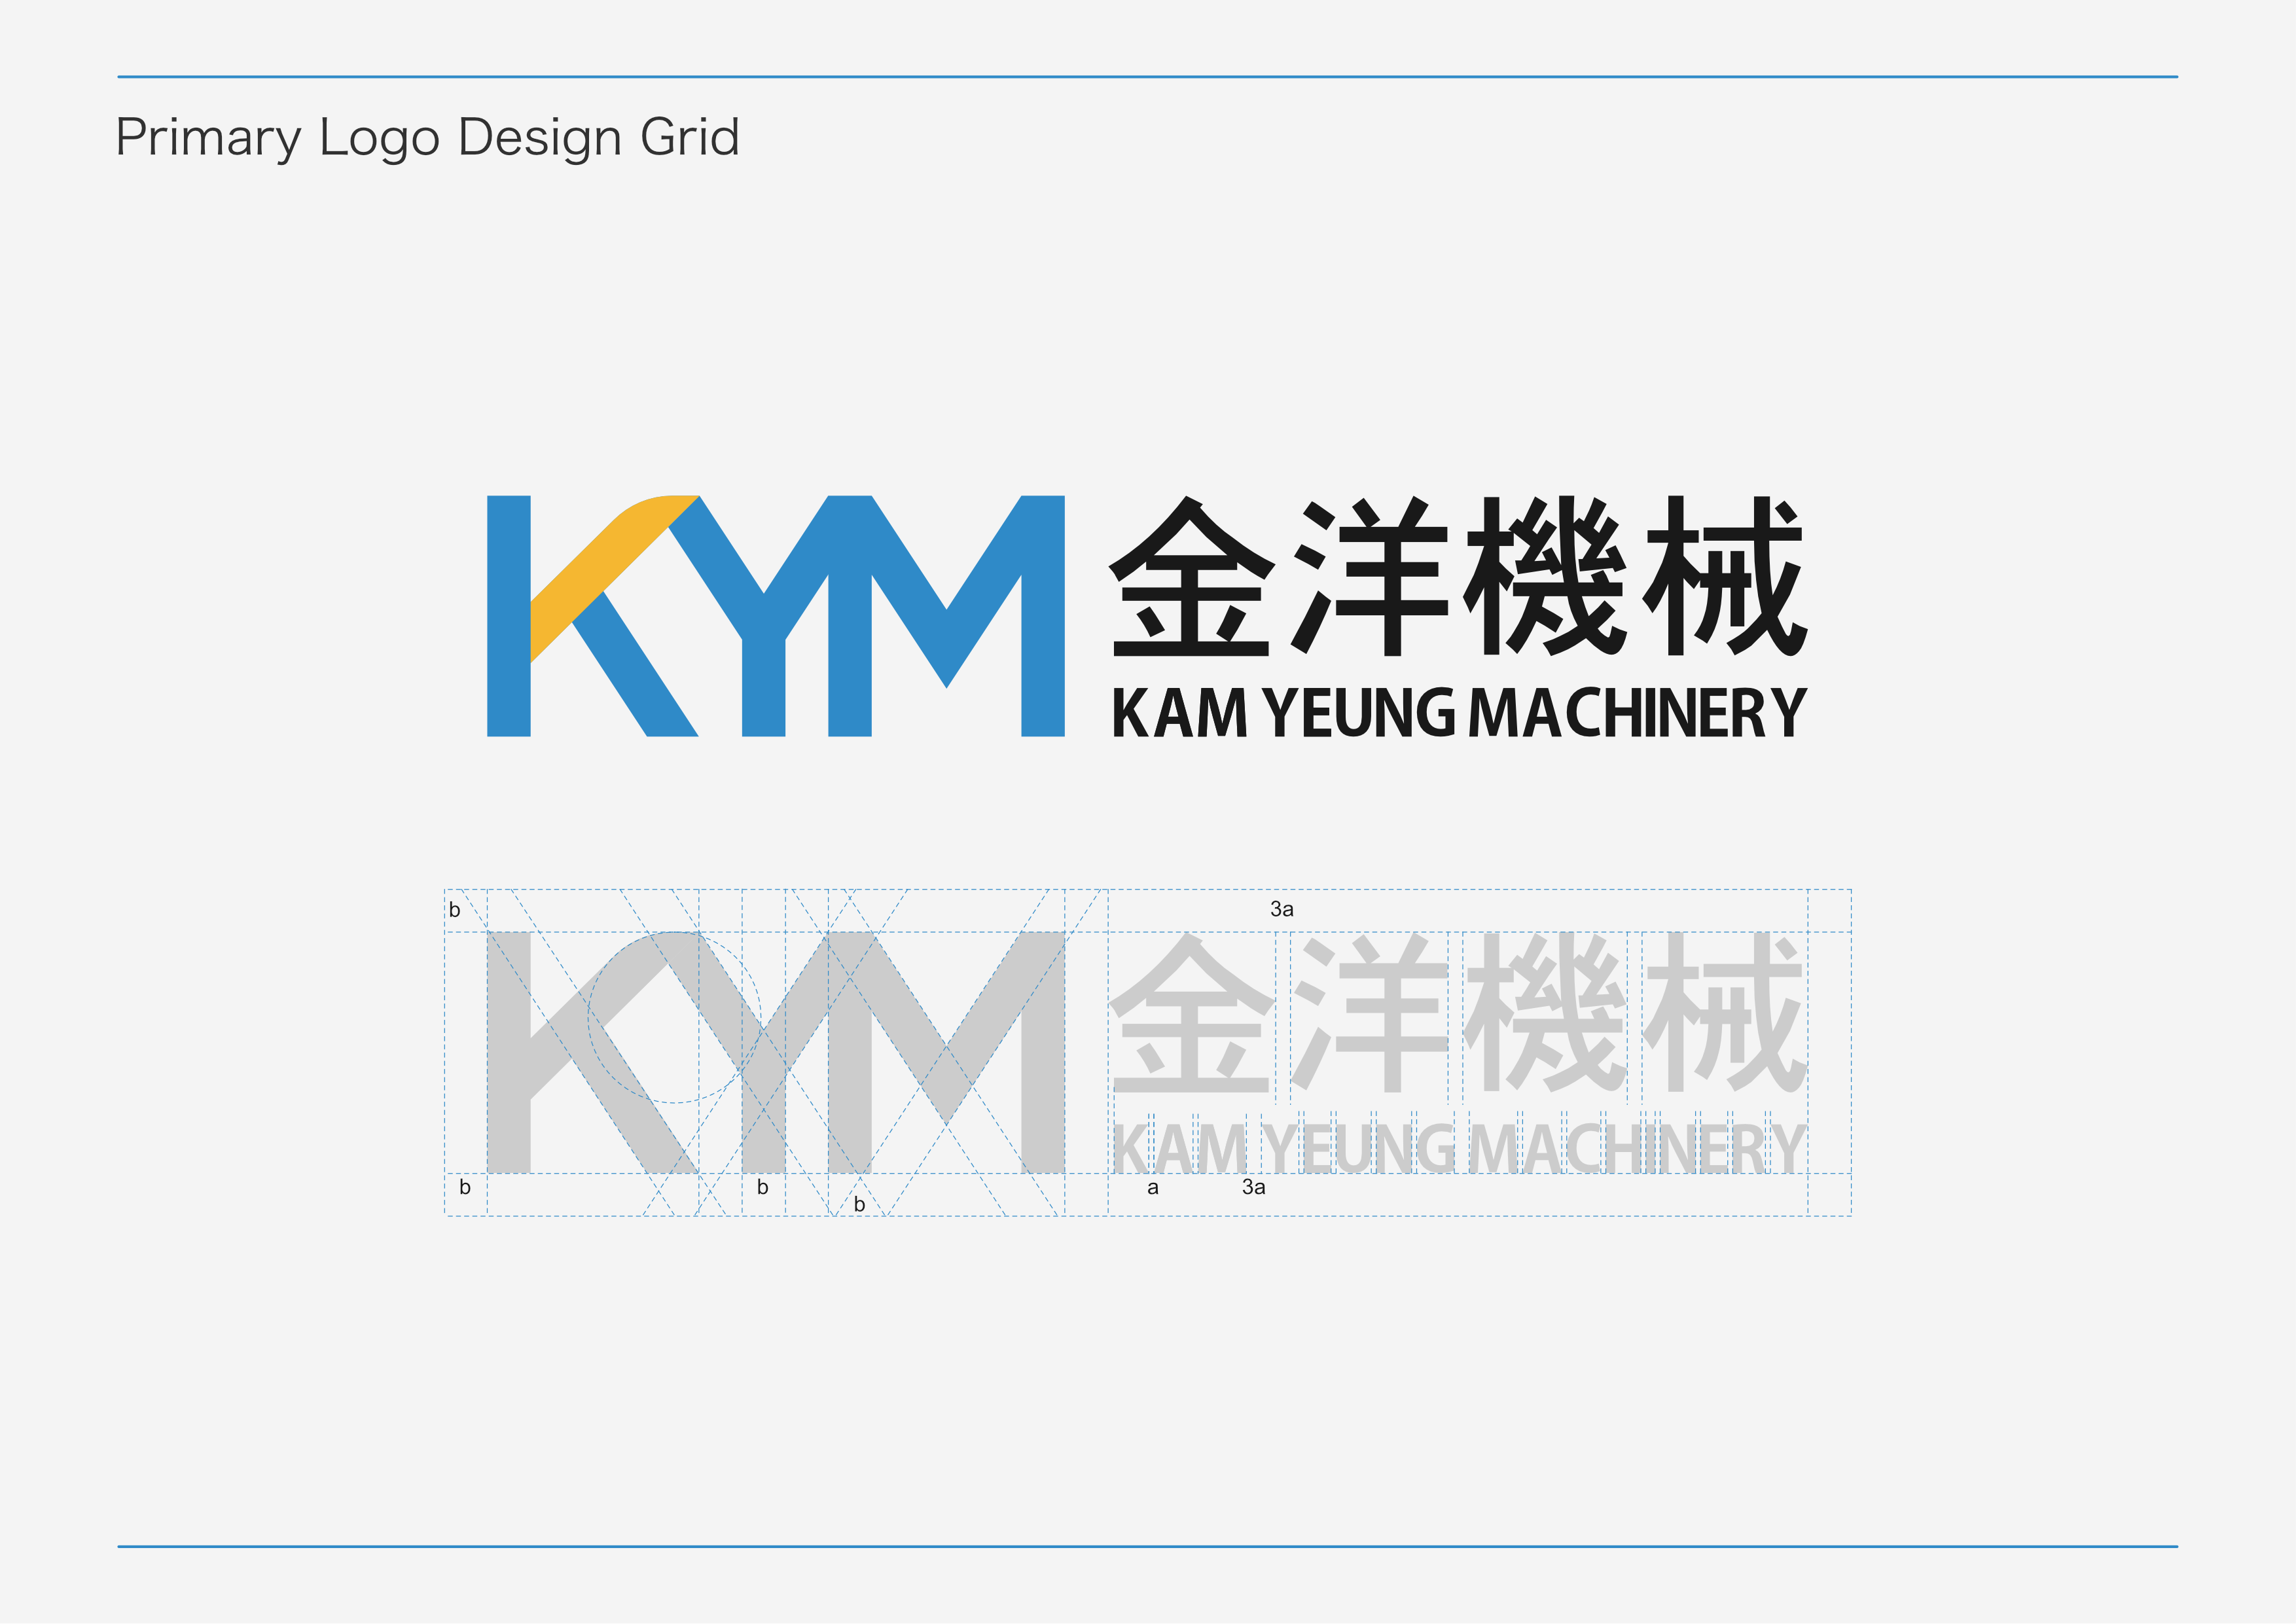 Primary Logo Design Grid
KYM
金洋機械
KAM YEUNG MACHINERY
b
3a
KYM
金洋機械
KAM YEUNG MACHINERY
b
b
b
a
3a